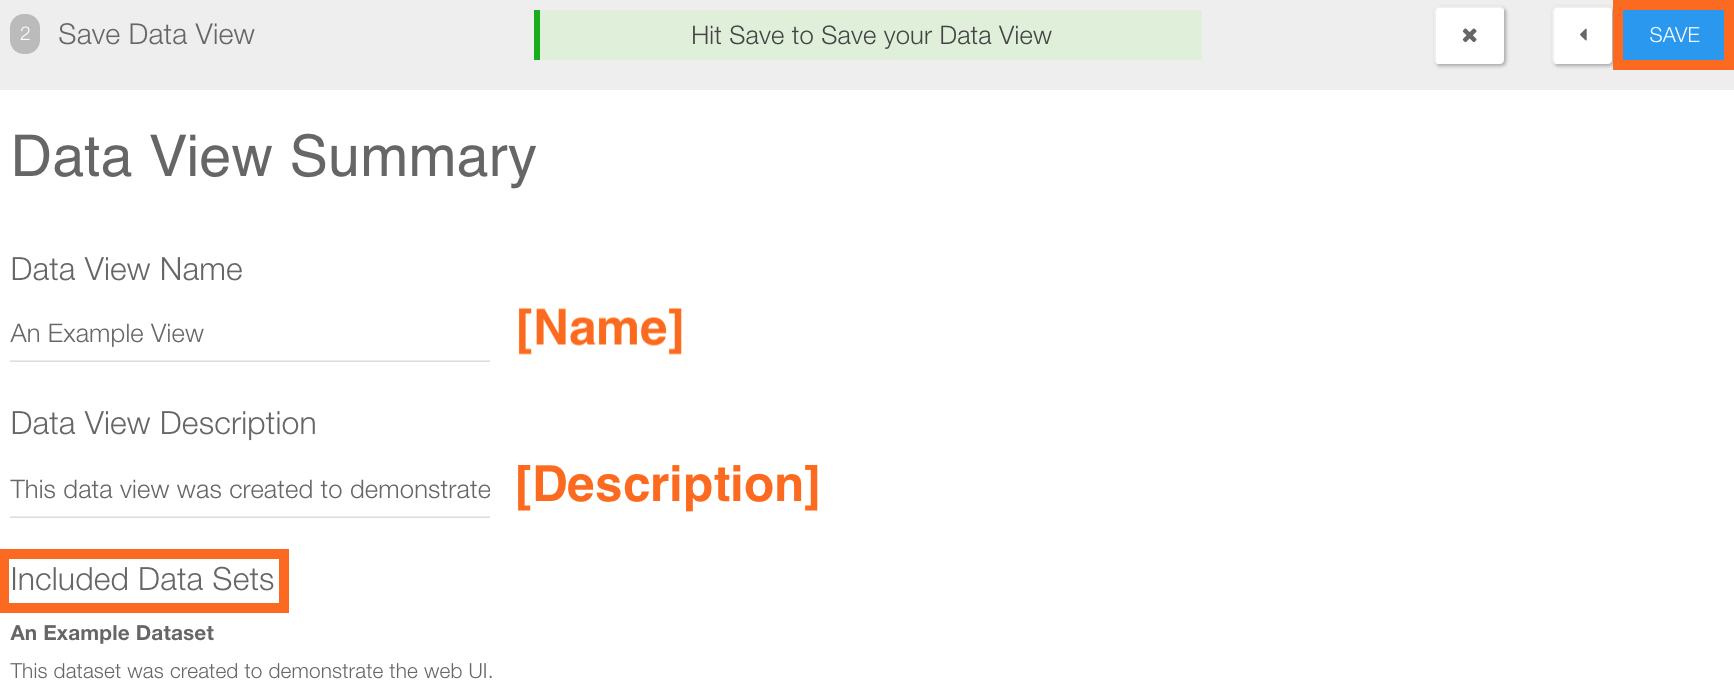 2 Save Data View
Hit Save to Save your Data View
SAVE
Data View Summary
Data View Name
An Example View
[Name]
Data View Description
This data view was created to demonstrate
[Description]
Included Data Sets
An Example Dataset
This dataset was created to demonstrate the web UI.